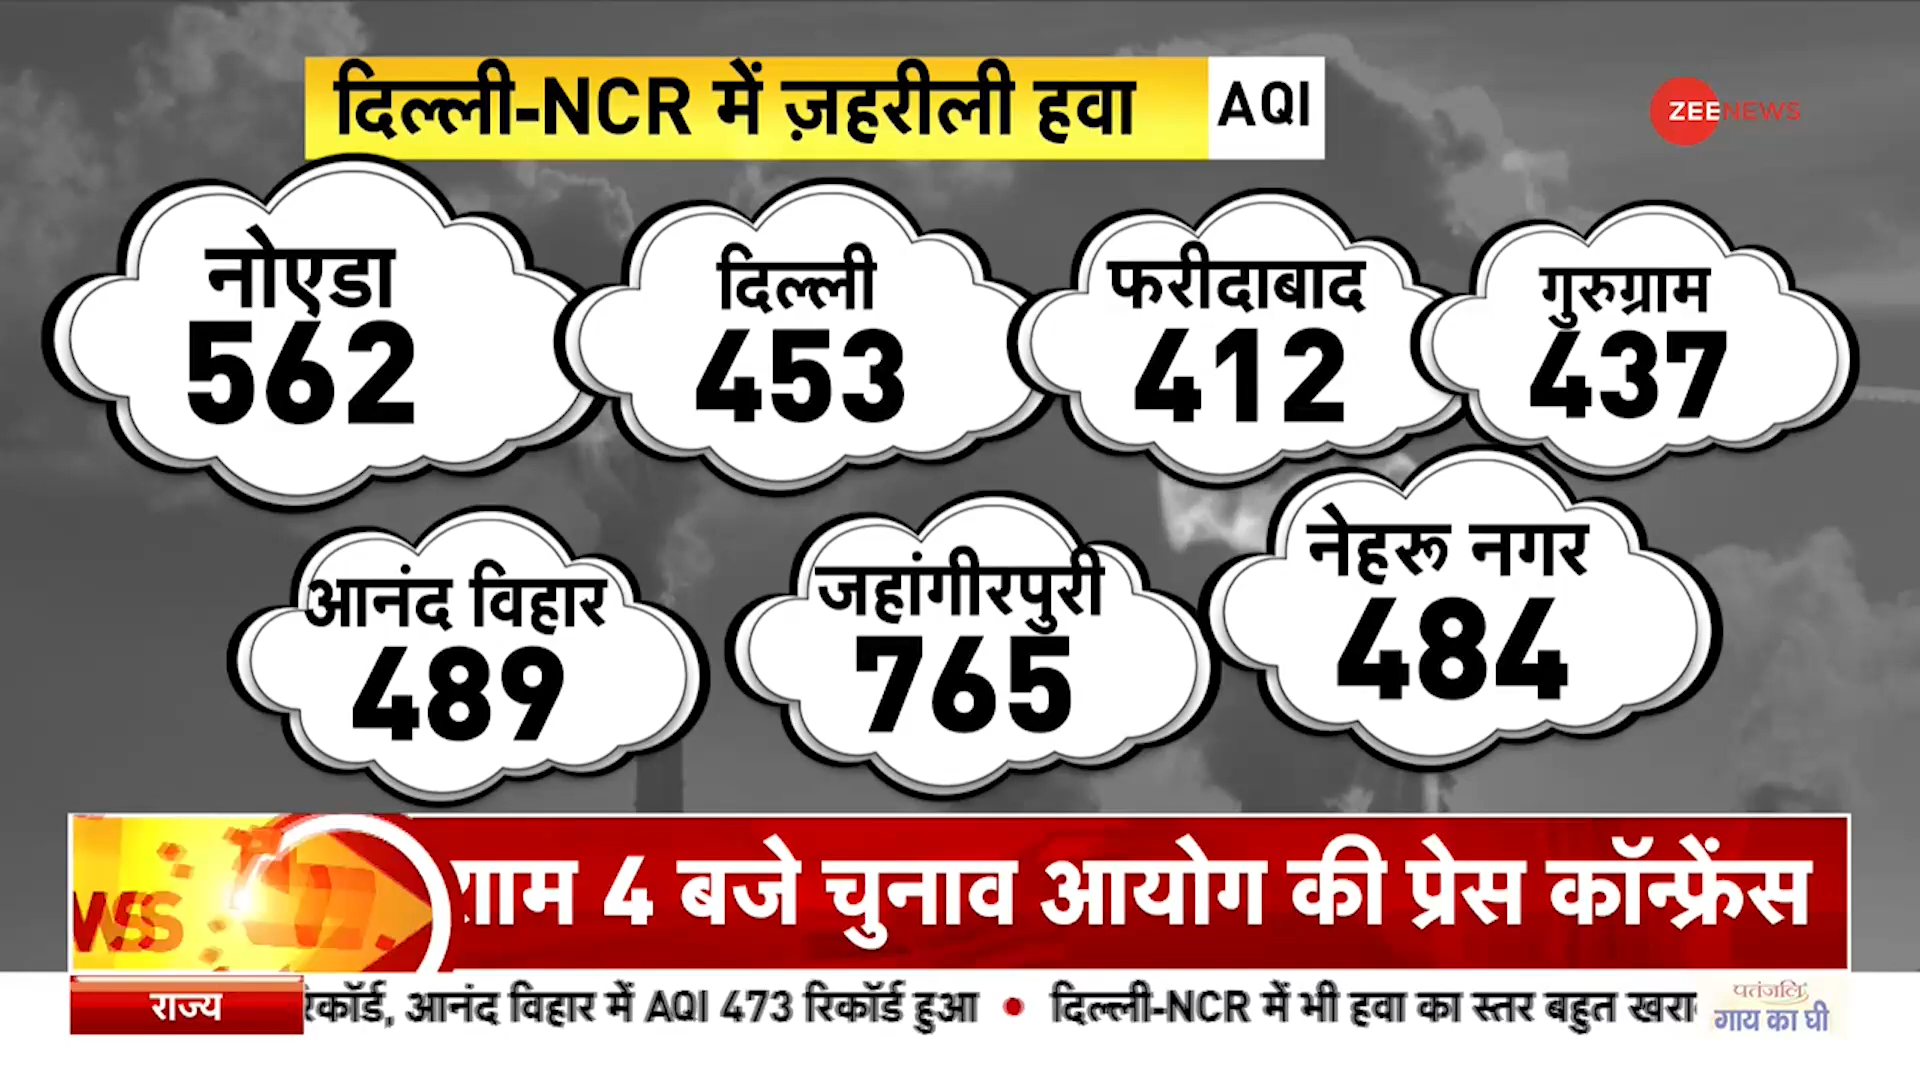 दिल्ली-NCR में ज़हरीली हवा AQI
ZEENEWS
नोएडा
562
दिल्ली
453
फरीदाबाद
412
गुरुग्राम
437
आनंद विहार
489
जहांगीरपुरी
765
नेहरू नगर
484
4 बजे चुनाव आयोग की प्रेस कॉन्फ्रेंस
राज्य
आनंद विहार में AQI 473 रिकॉर्ड हुआ • दिल्ली-NCR में भी हवा का स्तर बहुत
पतंजलि
गाय का घी